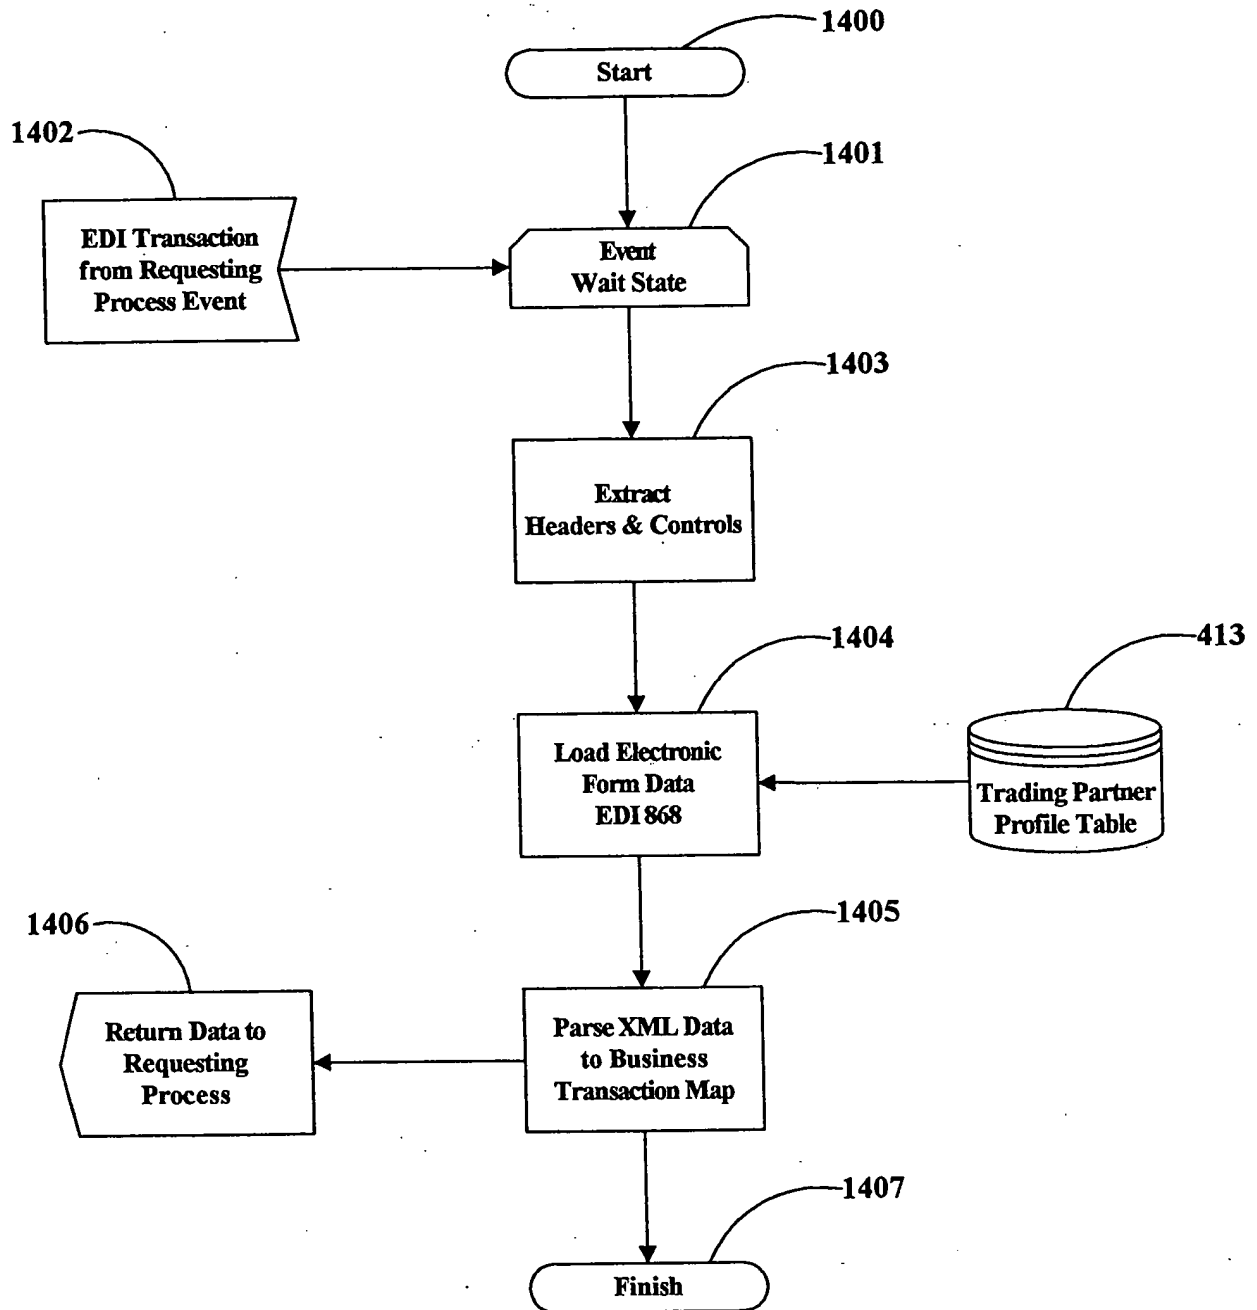 1400
Start
1402
1401
EDI Transaction
from Requesting
Process Event
Event
Wait State
1403
Extract
Headers & Controls
1404
413
Load Electronic
Form Data
EDI 868
Trading Partner
Profile Table
1406
1405
Return Data to
Requesting
Process
Parse XML Data
to Business
Transaction Map
1407
Finish